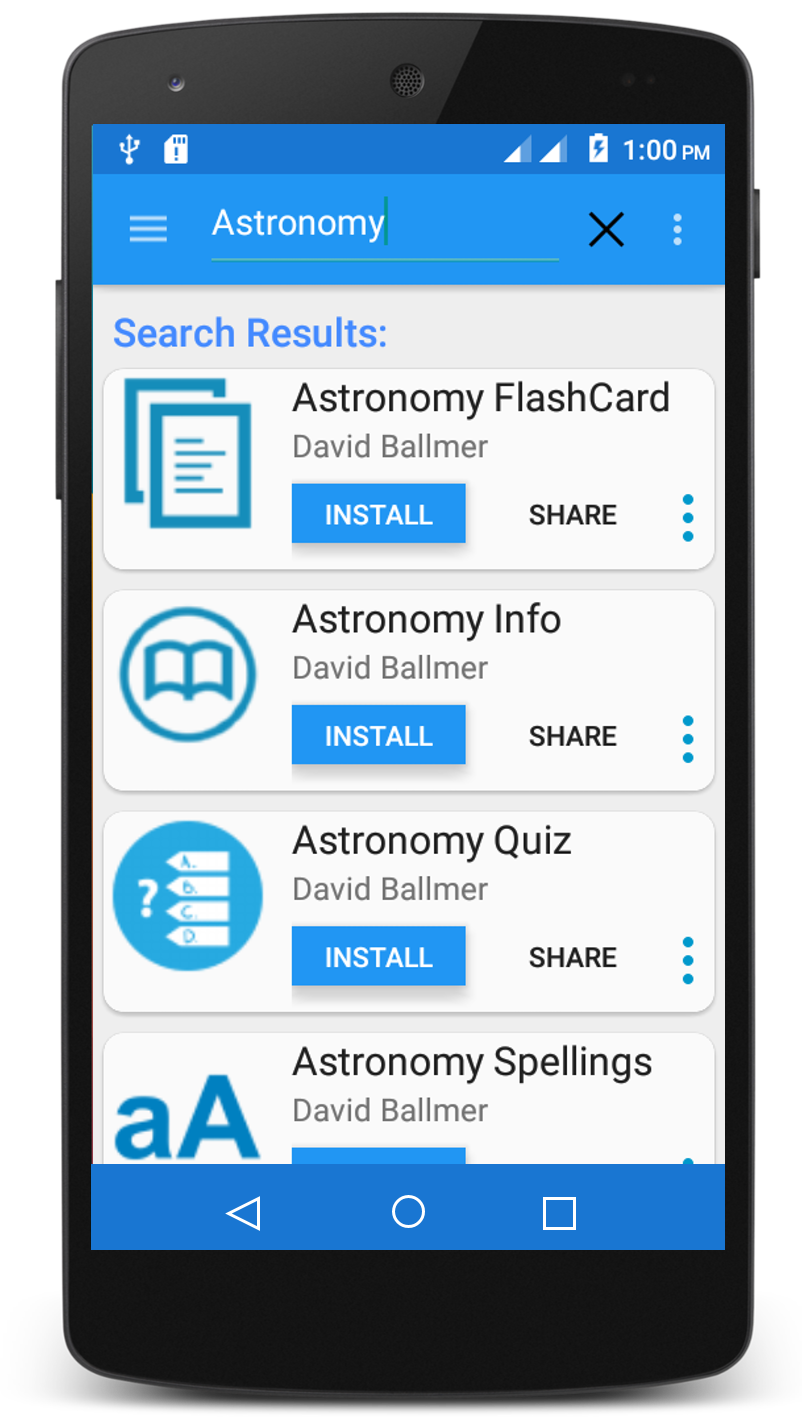 1:00 PM
Astronomy
Search Results:
Astronomy FlashCard
David Ballmer
INSTALL SHARE
Astronomy Info
David Ballmer
INSTALL SHARE
?
A.
B.
C.
D.
Astronomy Quiz
David Ballmer
INSTALL SHARE
aA
Astronomy Spellings
David Ballmer